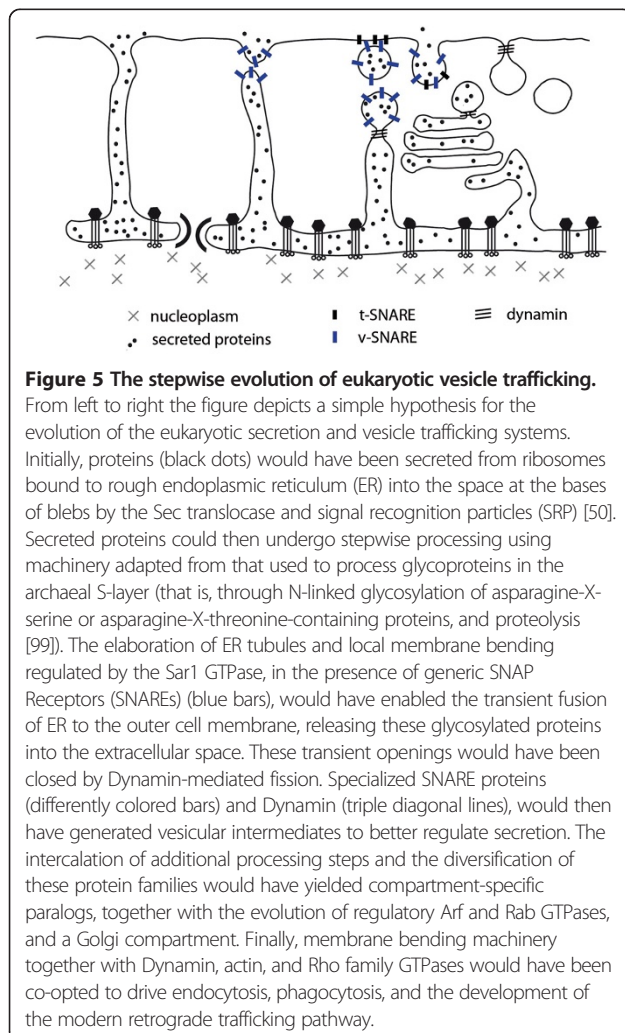 nucleoplasm t-SNARE dynamin
secreted proteins v-SNARE
Figure 5 The stepwise evolution of eukaryotic vesicle trafficking.
From left to right the figure depicts a simple hypothesis for the
evolution of the eukaryotic secretion and vesicle trafficking systems.
Initially, proteins (black dots) would have been secreted from ribosomes
bound to rough endoplasmic reticulum (ER) into the space at the bases
of blebs by the Sec translocase and signal recognition particles (SRP) [50].
Secreted proteins could then undergo stepwise processing using
machinery adapted from that used to process glycoproteins in the
archaeal S-layer (that is, through N-linked glycosylation of asparagine-X-
serine or asparagine-X-threonine-containing proteins, and proteolysis
[99]). The elaboration of ER tubules and local membrane bending
regulated by the Sar1 GTPase, in the presence of generic SNAP
Receptors (SNAREs) (blue bars), would have enabled the transient fusion
of ER to the outer cell membrane, releasing these glycosylated proteins
into the extracellular space. These transient openings would have been
closed by Dynamin-mediated fission. Specialized SNARE proteins
(differently colored bars) and Dynamin (triple diagonal lines), would then
have generated vesicular intermediates to better regulate secretion. The
intercalation of additional processing steps and the diversification of
these protein families would have yielded compartment-specific
paralogs, together with the evolution of regulatory Arf and Rab GTPases,
and a Golgi compartment. Finally, membrane bending machinery
together with Dynamin, actin, and Rho family GTPases would have been
co-opted to drive endocytosis, phagocytosis, and the development of
the modern retrograde trafficking pathway.